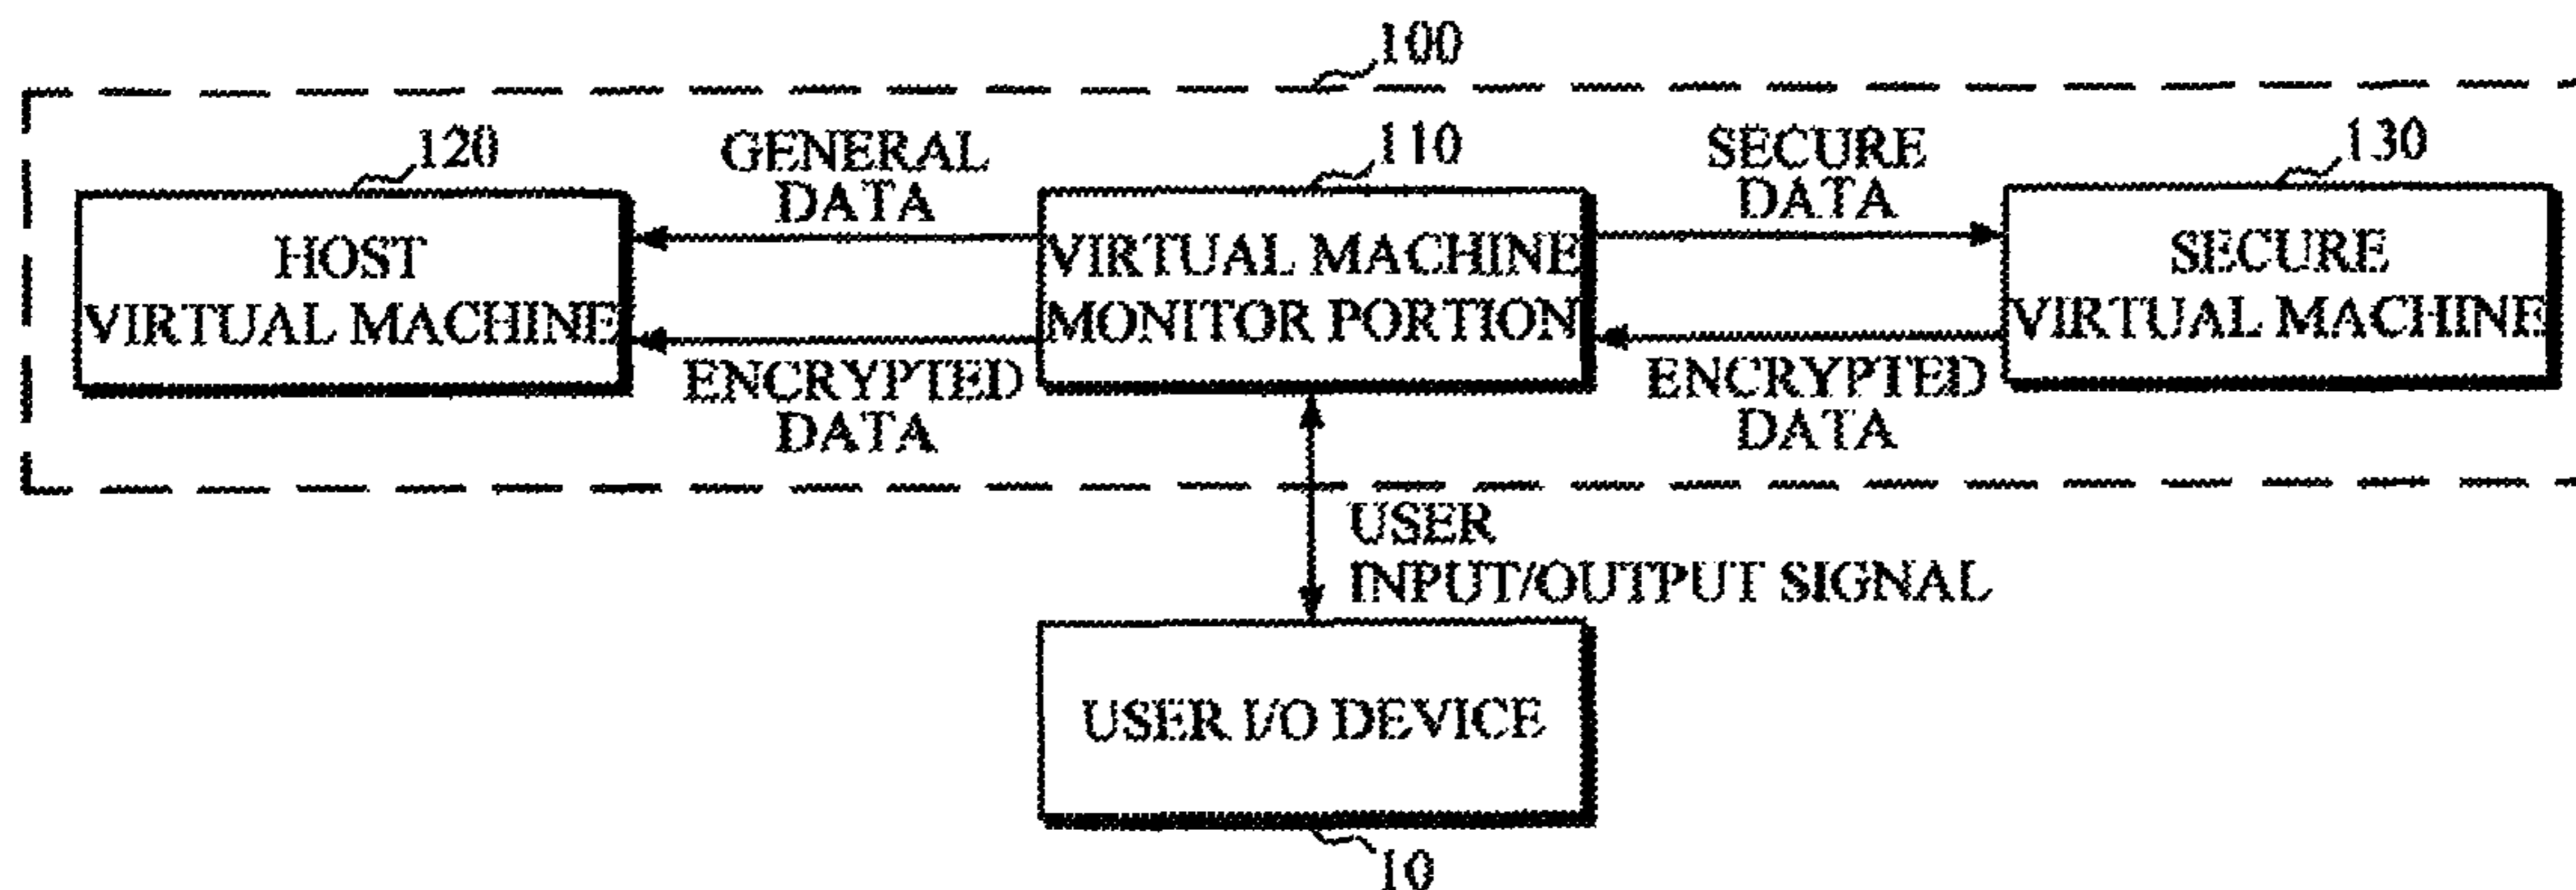 100
120
GENERAL
DATA
110
SECURE
DATA
130
HOST
VIRTUAL MACHINE
VIRTUAL MACHINE
MONITOR PORTION
SECURE
VIRTUAL MACHINE
ENCRYPTED
DATA
ENCRYPTED
DATA
USER
INPUT/OUTPUT SIGNAL
USER I/O DEVICE
10